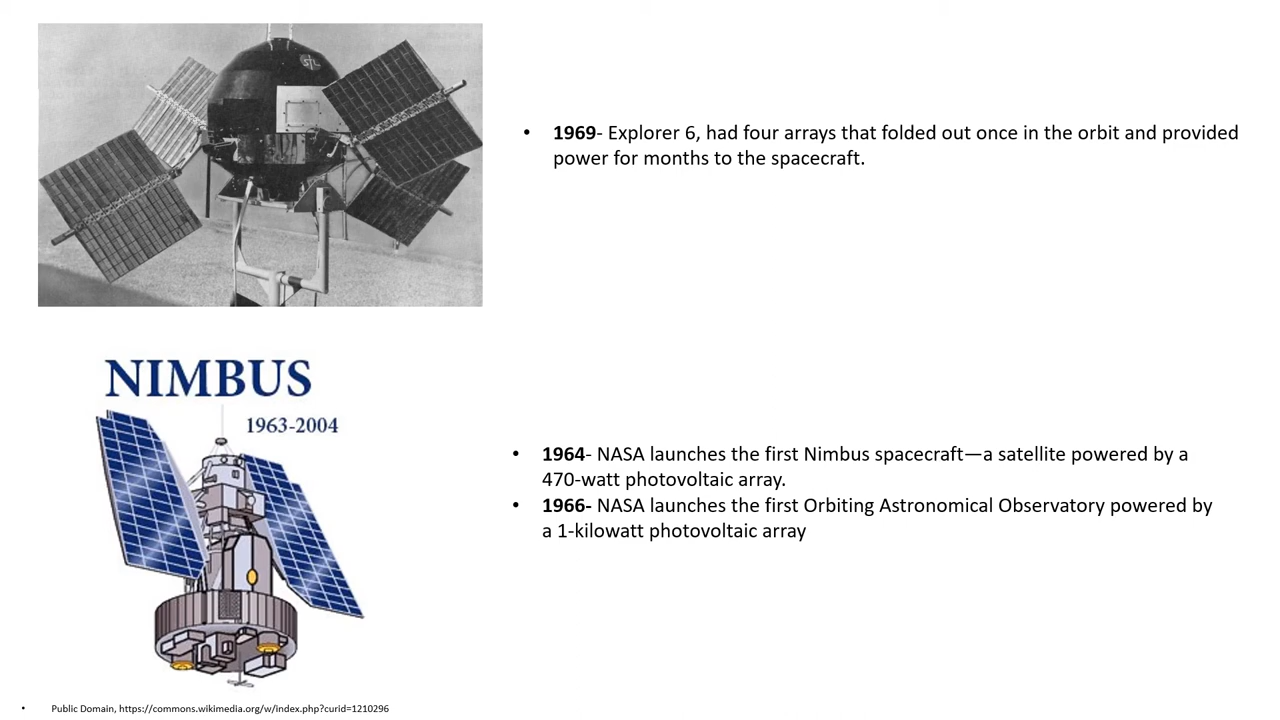 STL
• 1969- Explorer 6, had four arrays that folded out once in the orbit and provided
power for months to the spacecraft.
NIMBUS
1963-2004
• 1964- NASA launches the first Nimbus spacecraft—a satellite powered by a
470-watt photovoltaic array.
• 1966- NASA launches the first Orbiting Astronomical Observatory powered by
a 1-kilowatt photovoltaic array
• Public Domain, https://commons.wikimedia.org/w/index.php?curid=1210296